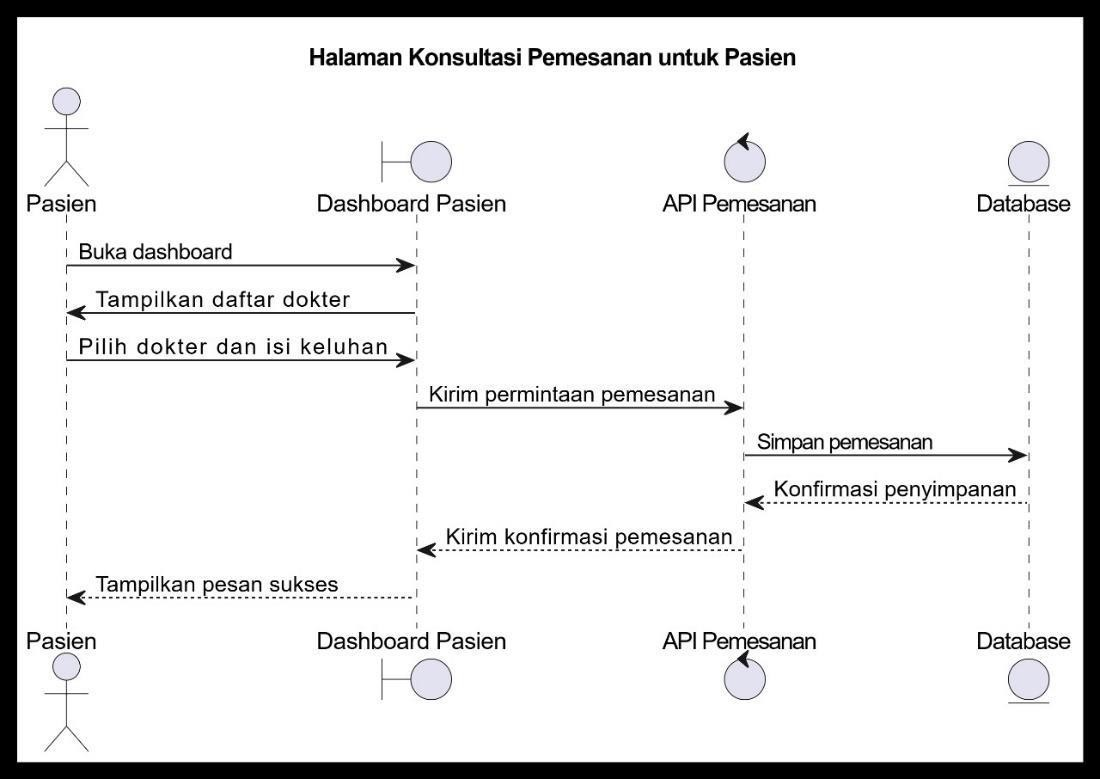 Halaman Konsultasi Pemesanan untuk Pasien
Pasien
Dashboard Pasien
API Pemesanan
Database
Buka dashboard
Tampilkan daftar dokter
Pilih dokter dan isi keluhan
Kirim permintaan pemesanan
Simpan pemesanan
Konfirmasi penyimpanan
Kirim konfirmasi pemesanan
Tampilkan pesan sukses
Pasien
Dashboard Pasien
API Pemesanan
Database